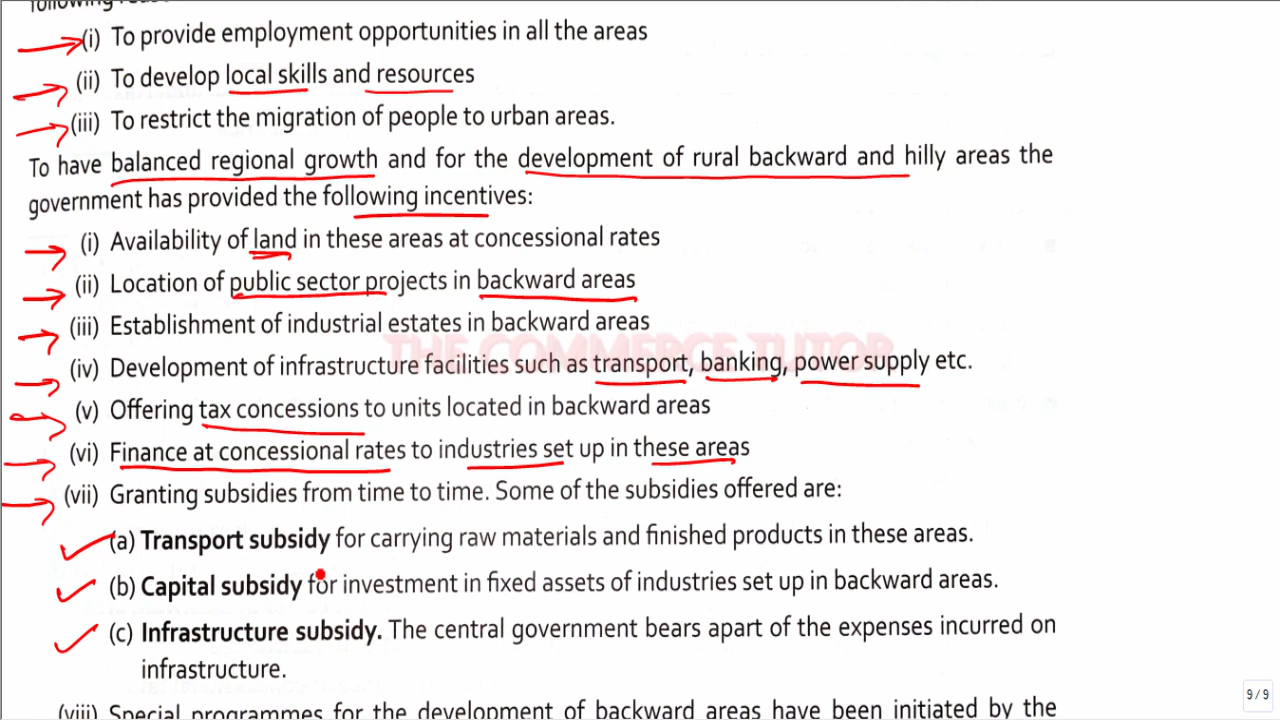 following
(i) To provide employment opportunities in all the areas
(ii) To develop local skills and resources
(iii) To restrict the migration of people to urban areas.
To have balanced regional growth and for the development of rural backward and hilly areas the
government has provided the following incentives:
(i) Availability of land in these areas at concessional rates
(ii) Location of public sector projects in backward areas
(iii) Establishment of industrial estates in backward areas
THE COMMERCE TUTOR
(iv) Development of infrastructure facilities such as transport, banking, power supply etc.
(v) Offering tax concessions to units located in backward areas
(vi) Finance at concessional rates to industries set up in these areas
(vii) Granting subsidies from time to time. Some of the subsidies offered are:
(a) Transport subsidy for carrying raw materials and finished products in these areas.
(b) Capital subsidy for investment in fixed assets of industries set up in backward areas.
(c) Infrastructure subsidy. The central government bears apart of the expenses incurred on
infrastructure.
(viii) Special programmes for the development of backward areas have been initiated by the
9/9